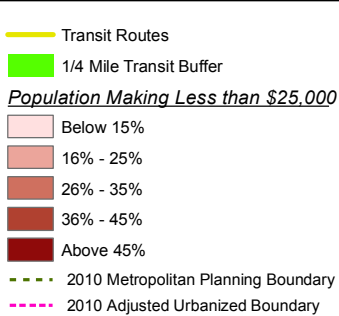 Transit Routes
1/4 Mile Transit Buffer
Population Making Less than $25,000
Below 15%
16% - 25%
26% - 35%
36% - 45%
Above 45%
2010 Metropolitan Planning Boundary
2010 Adjusted Urbanized Boundary